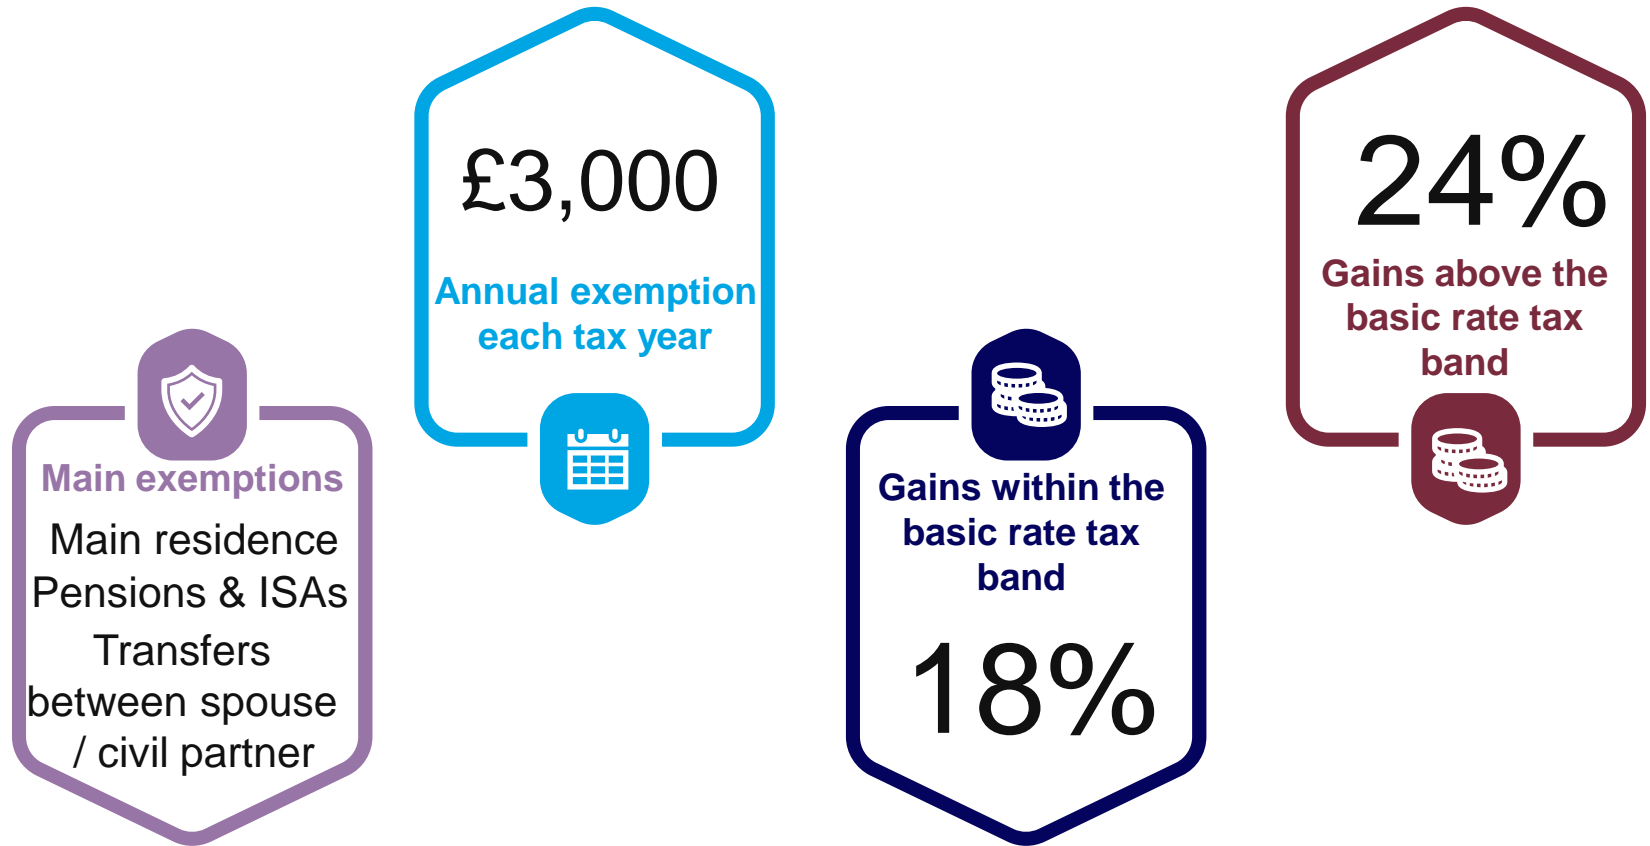 Main exemptions
Main residence
Pensions & ISAs
Transfers
between spouse
/ civil partner
£3,000
Annual exemption
each tax year
Gains within the
basic rate tax
band
18%
24%
Gains above the
basic rate tax
band